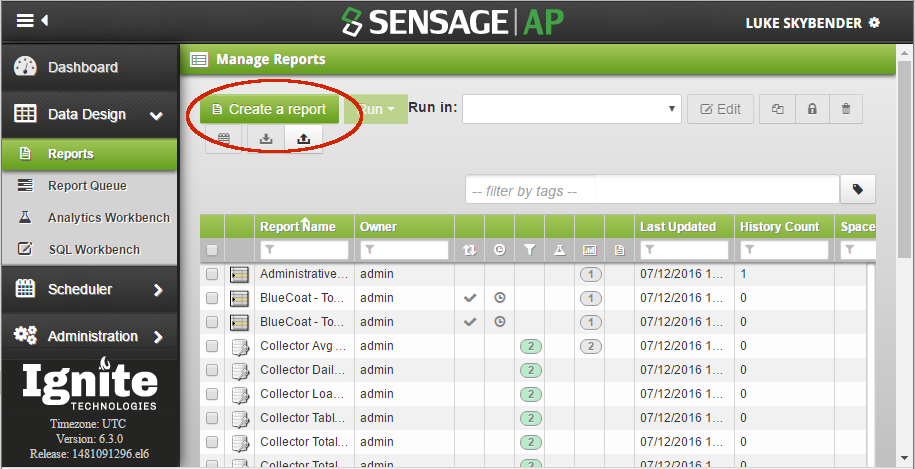 SENSAGE AP
LUKE SKYBENDER
Dashboard
Data Design
Reports
Report Queue
Analytics Workbench
SQL Workbench
Scheduler
Administration
Ignite
TECHNOLOGIES
Timezone: UTC
Version: 6.3.0
Release: 1481091296.el6
Manage Reports
Create a report
Run
Run in:
Edit
-- filter by tags --
Report Name Owner Last Updated History Count Space
Administrative... admin 1 07/12/2016 1... 1
BlueCoat - To... admin 1 07/12/2016 1... 0
BlueCoat - To... admin 1 07/12/2016 1... 0
Collector Avg ... admin 2 2 07/12/2016 1... 0
Collector Dail... admin 2 07/12/2016 1... 0
Collector Loa... admin 2 07/12/2016 1... 0
Collector Tabl... admin 2 07/12/2016 1... 0
Collector Total... admin 2 07/12/2016 1... 0
Collector Total... admin 2 07/12/2016 1... 0